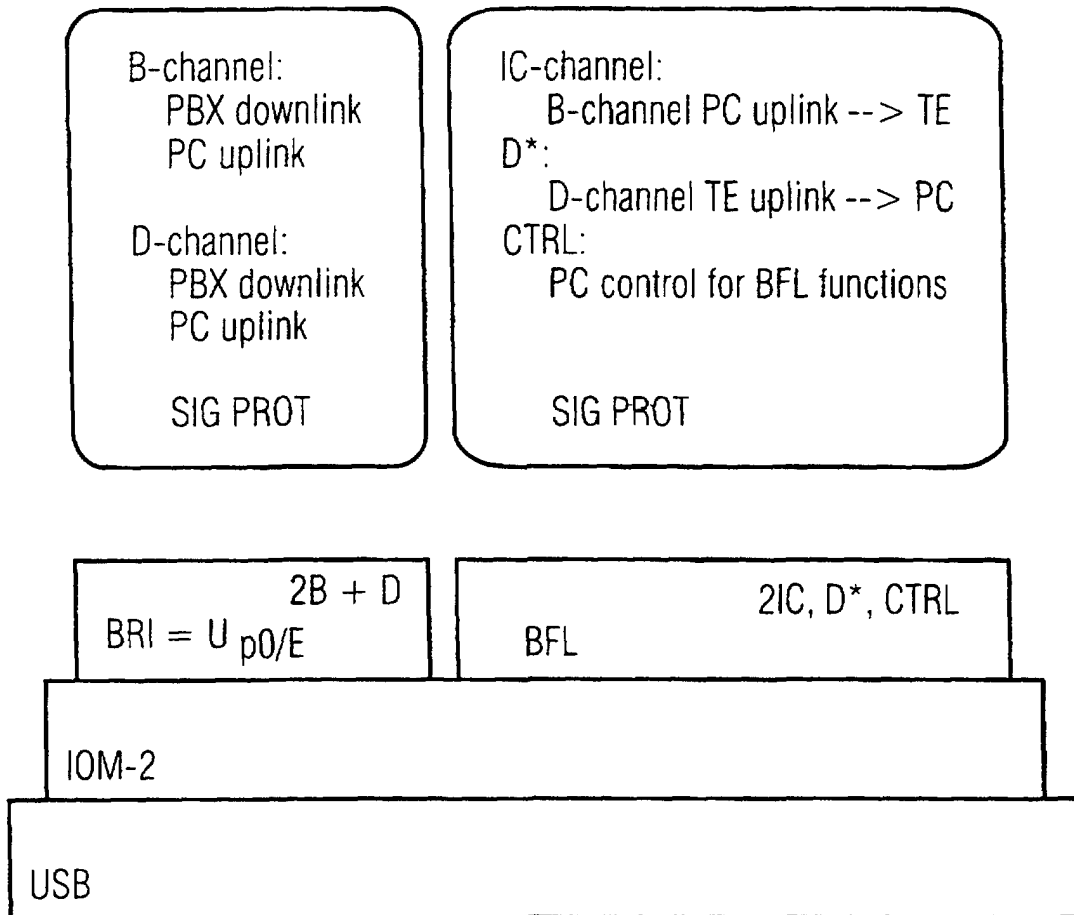 B-channel:
PBX downlink
PC uplink
D-channel:
PBX downlink
PC uplink
SIG PROT
IC-channel:
B-channel PC uplink --> TE
D*:
D-channel TE uplink --> PC
CTRL:
PC control for BFL functions
SIG PROT
2B + D
BRI = U p0/E
2IC, D*, CTRL
BFL
IOM-2
USB